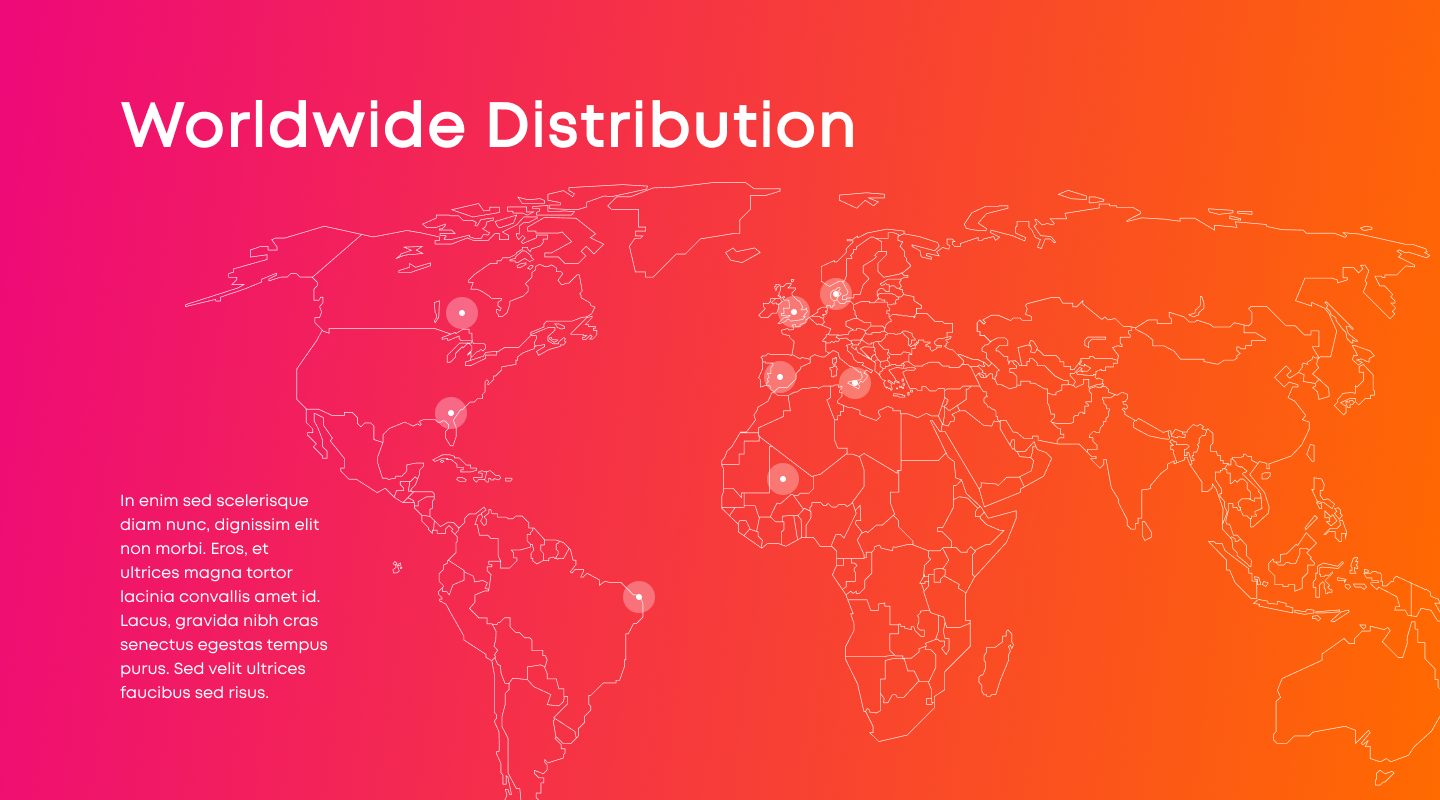 Worldwide Distribution
In enim sed scelerisque
diam nunc, dignissim elit
non morbi. Eros, et
ultrices magna tortor
lacinia convallis amet id.
Lacus, gravida nibh cras
senectus egestas tempus
purus. Sed velit ultrices
faucibus sed risus.